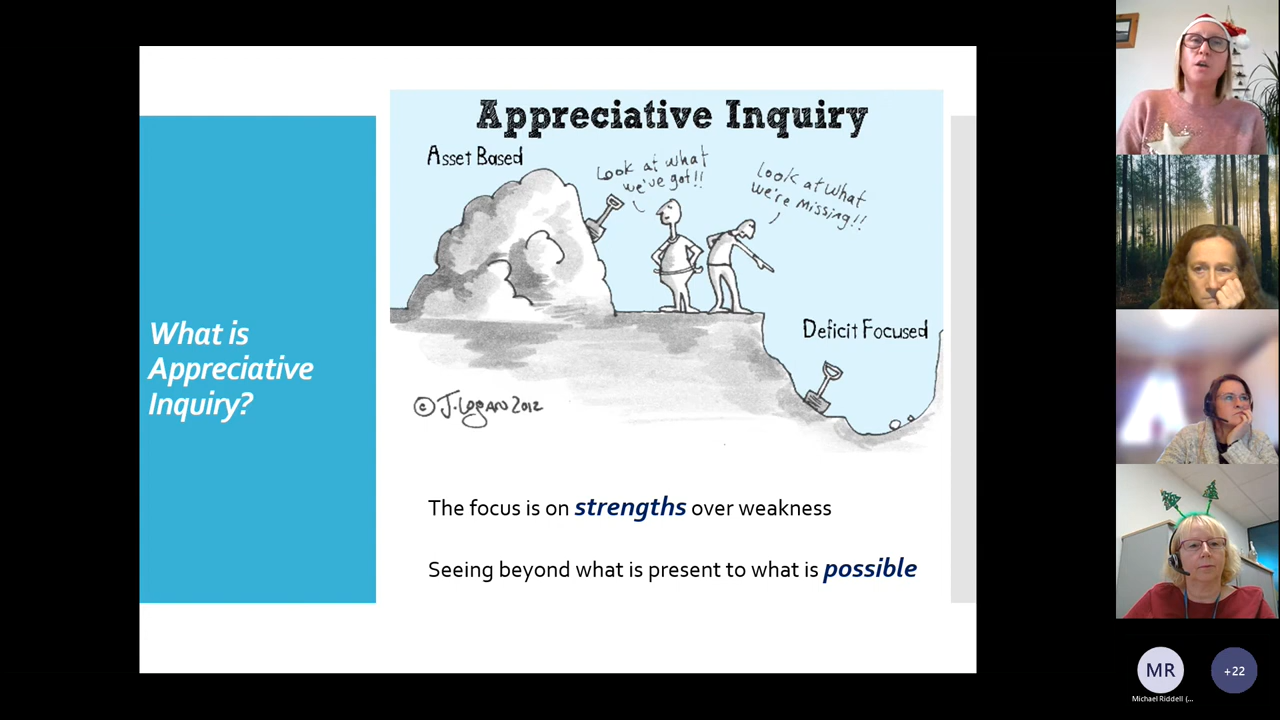 What is
Appreciative
Inquiry?
Appreciative Inquiry
Asset Based
Look at what
we've got!!
Look at what
we're missing!!
Deficit Focused
© J. Logan 2012
The focus is on strengths over weakness
Seeing beyond what is present to what is possible
MR
Michael Riddell (...
+22